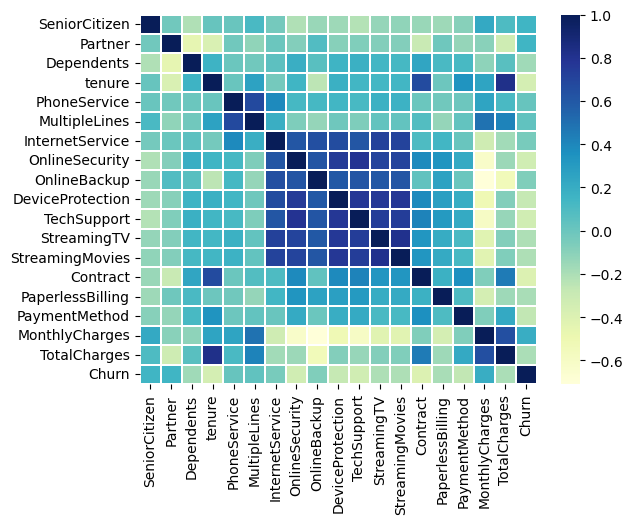 SeniorCitizen
Partner
Dependents
tenure
PhoneService
MultipleLines
InternetService
OnlineSecurity
OnlineBackup
DeviceProtection
TechSupport
StreamingTV
StreamingMovies
Contract
PaperlessBilling
PaymentMethod
MonthlyCharges
TotalCharges
Churn
SeniorCitizen
Partner
Dependents
tenure
PhoneService
MultipleLines
InternetService
OnlineSecurity
OnlineBackup
DeviceProtection
TechSupport
StreamingTV
StreamingMovies
Contract
PaperlessBilling
PaymentMethod
MonthlyCharges
TotalCharges
Churn
1.0
0.8
0.6
0.4
0.2
0.0
−0.2
−0.4
−0.6